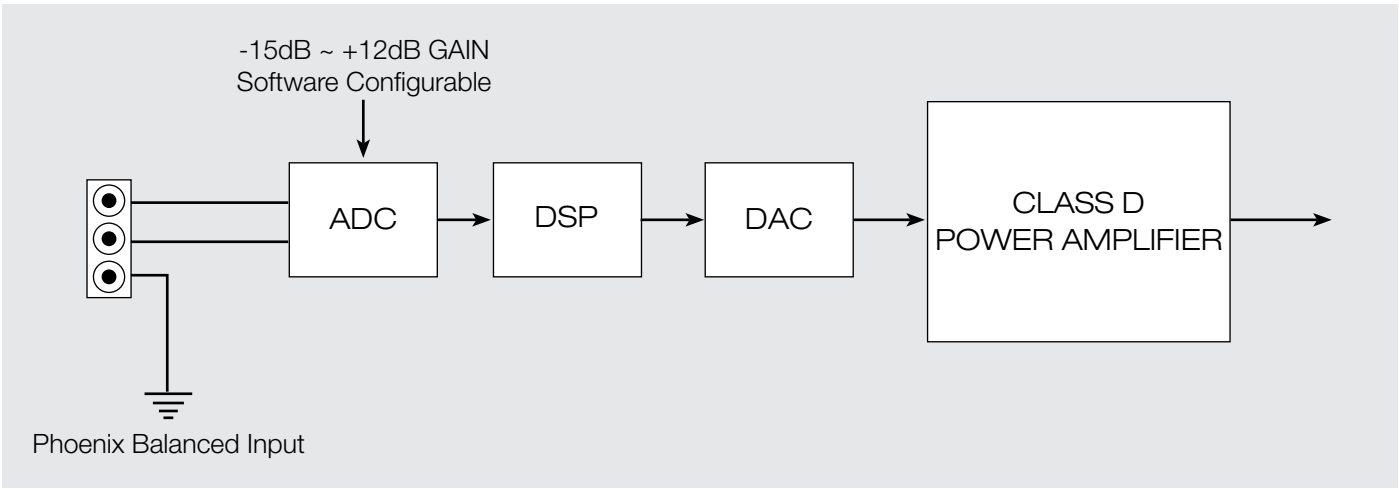 -15dB ~ +12dB GAIN
Software Configurable
ADC
DSP
DAC
CLASS D
POWER AMPLIFIER
Phoenix Balanced Input